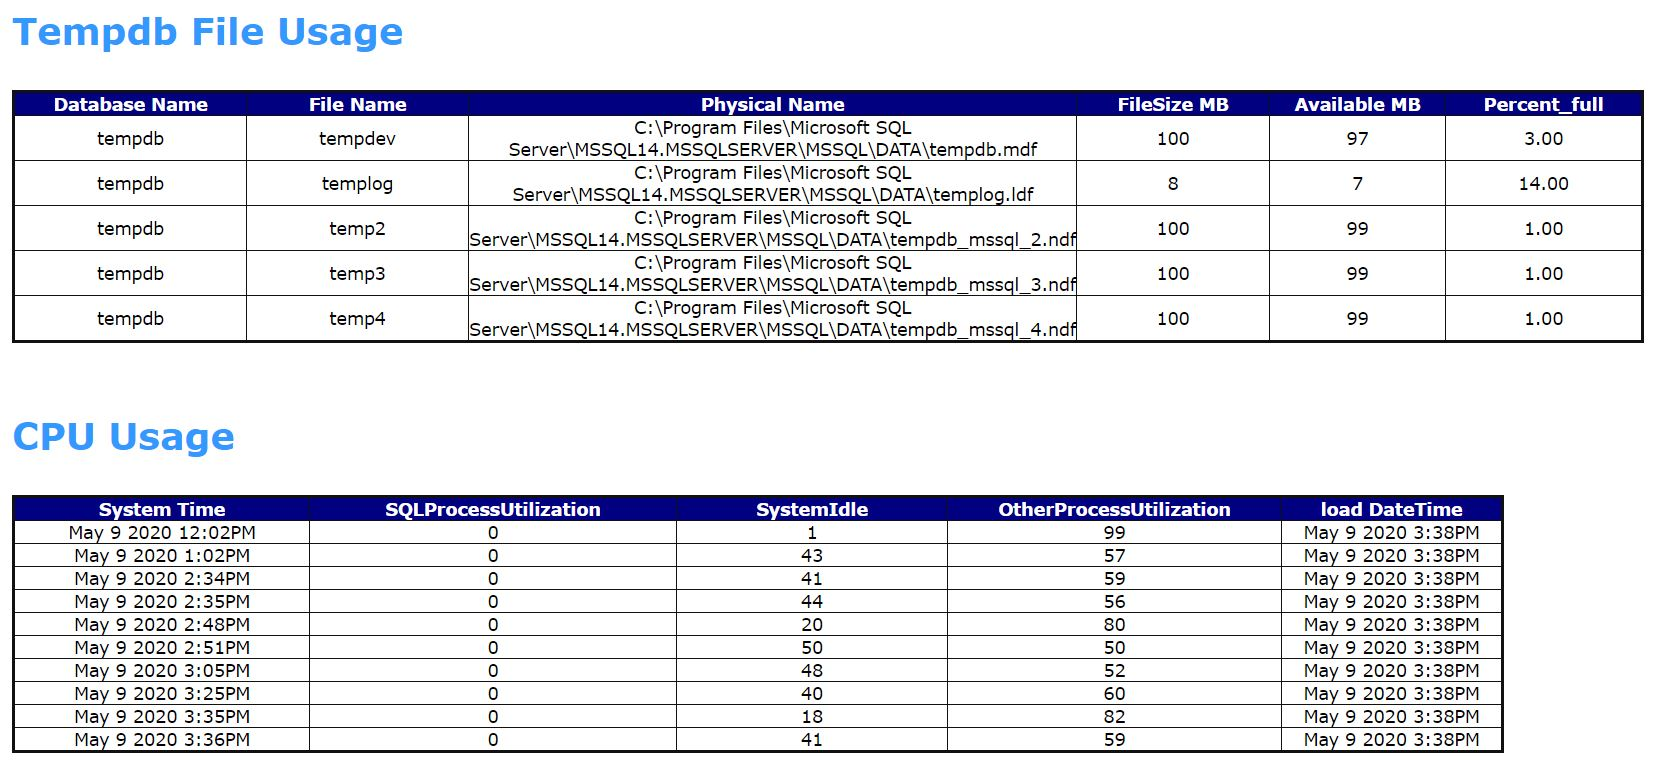 Tempdb File Usage
Database Name File Name Physical Name FileSize MB Available MB Percent_full
tempdb tempdev C:\Program Files\Microsoft SQL
Server\MSSQL14.MSSQLSERVER\MSSQL\DATA\tempdb.mdf 100 97 3.00
tempdb templog C:\Program Files\Microsoft SQL
Server\MSSQL14.MSSQLSERVER\MSSQL\DATA\templog.ldf 8 7 14.00
tempdb temp2 C:\Program Files\Microsoft SQL
Server\MSSQL14.MSSQLSERVER\MSSQL\DATA\tempdb_mssql_2.ndf 100 99 1.00
tempdb temp3 C:\Program Files\Microsoft SQL
Server\MSSQL14.MSSQLSERVER\MSSQL\DATA\tempdb_mssql_3.ndf 100 99 1.00
tempdb temp4 C:\Program Files\Microsoft SQL
Server\MSSQL14.MSSQLSERVER\MSSQL\DATA\tempdb_mssql_4.ndf 100 99 1.00
CPU Usage
System Time SQLProcessUtilization SystemIdle OtherProcessUtilization load DateTime
May 9 2020 12:02PM 0 1 99 May 9 2020 3:38PM
May 9 2020 1:02PM 0 43 57 May 9 2020 3:38PM
May 9 2020 2:34PM 0 41 59 May 9 2020 3:38PM
May 9 2020 2:35PM 0 44 56 May 9 2020 3:38PM
May 9 2020 2:48PM 0 20 80 May 9 2020 3:38PM
May 9 2020 2:51PM 0 50 50 May 9 2020 3:38PM
May 9 2020 3:05PM 0 48 52 May 9 2020 3:38PM
May 9 2020 3:25PM 0 40 60 May 9 2020 3:38PM
May 9 2020 3:35PM 0 18 82 May 9 2020 3:38PM
May 9 2020 3:36PM 0 41 59 May 9 2020 3:38PM